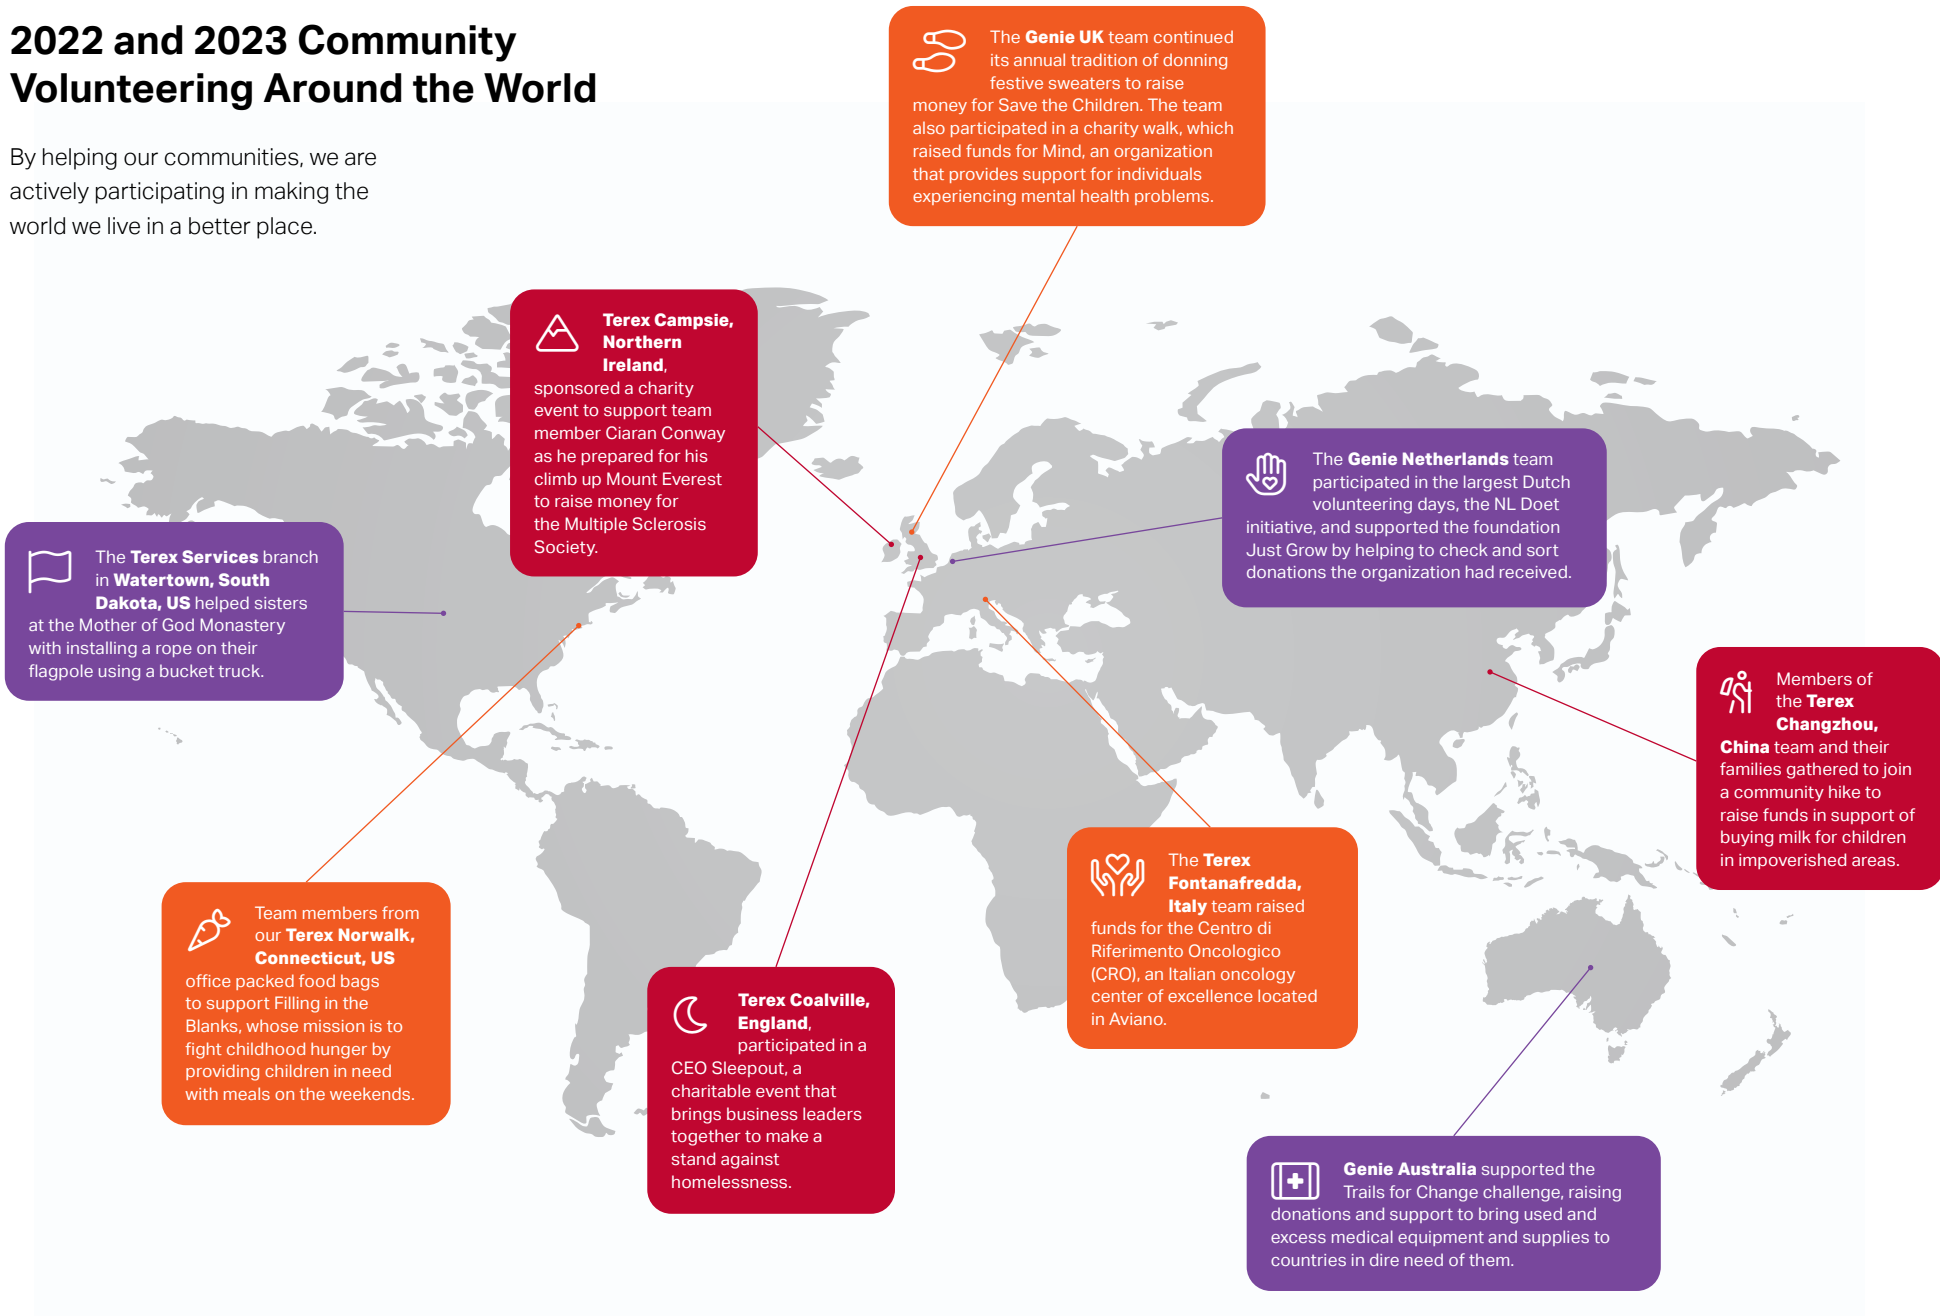 2022 and 2023 Community
Volunteering Around the World
By helping our communities, we are
actively participating in making the
world we live in a better place.
The Genie UK team continued
its annual tradition of donning
festive sweaters to raise
money for Save the Children. The team
also participated in a charity walk, which
raised funds for Mind, an organization
that provides support for individuals
experiencing mental health problems.
Terex Campsie,
Northern
Ireland,
sponsored a charity
event to support team
member Ciaran Conway
as he prepared for his
climb up Mount Everest
to raise money for
the Multiple Sclerosis
Society.
The Genie Netherlands team
participated in the largest Dutch
volunteering days, the NL Doet
initiative, and supported the foundation
Just Grow by helping to check and sort
donations the organization had received.
The Terex Services branch
in Watertown, South
Dakota, US helped sisters
at the Mother of God Monastery
with installing a rope on their
flagpole using a bucket truck.
Members of
the Terex
Changzhou,
China team and their
families gathered to join
a community hike to
raise funds in support of
buying milk for children
in impoverished areas.
The Terex
Fontanafredda,
Italy team raised
funds for the Centro di
Riferimento Oncologico
(CRO), an Italian oncology
center of excellence located
in Aviano.
Team members from
our Terex Norwalk,
Connecticut, US
office packed food bags
to support Filling in the
Blanks, whose mission is to
fight childhood hunger by
providing children in need
with meals on the weekends.
Terex Coalville,
England,
participated in a
CEO Sleepout, a
charitable event that
brings business leaders
together to make a
stand against
homelessness.
Genie Australia supported the
Trails for Change challenge, raising
donations and support to bring used and
excess medical equipment and supplies to
countries in dire need of them.